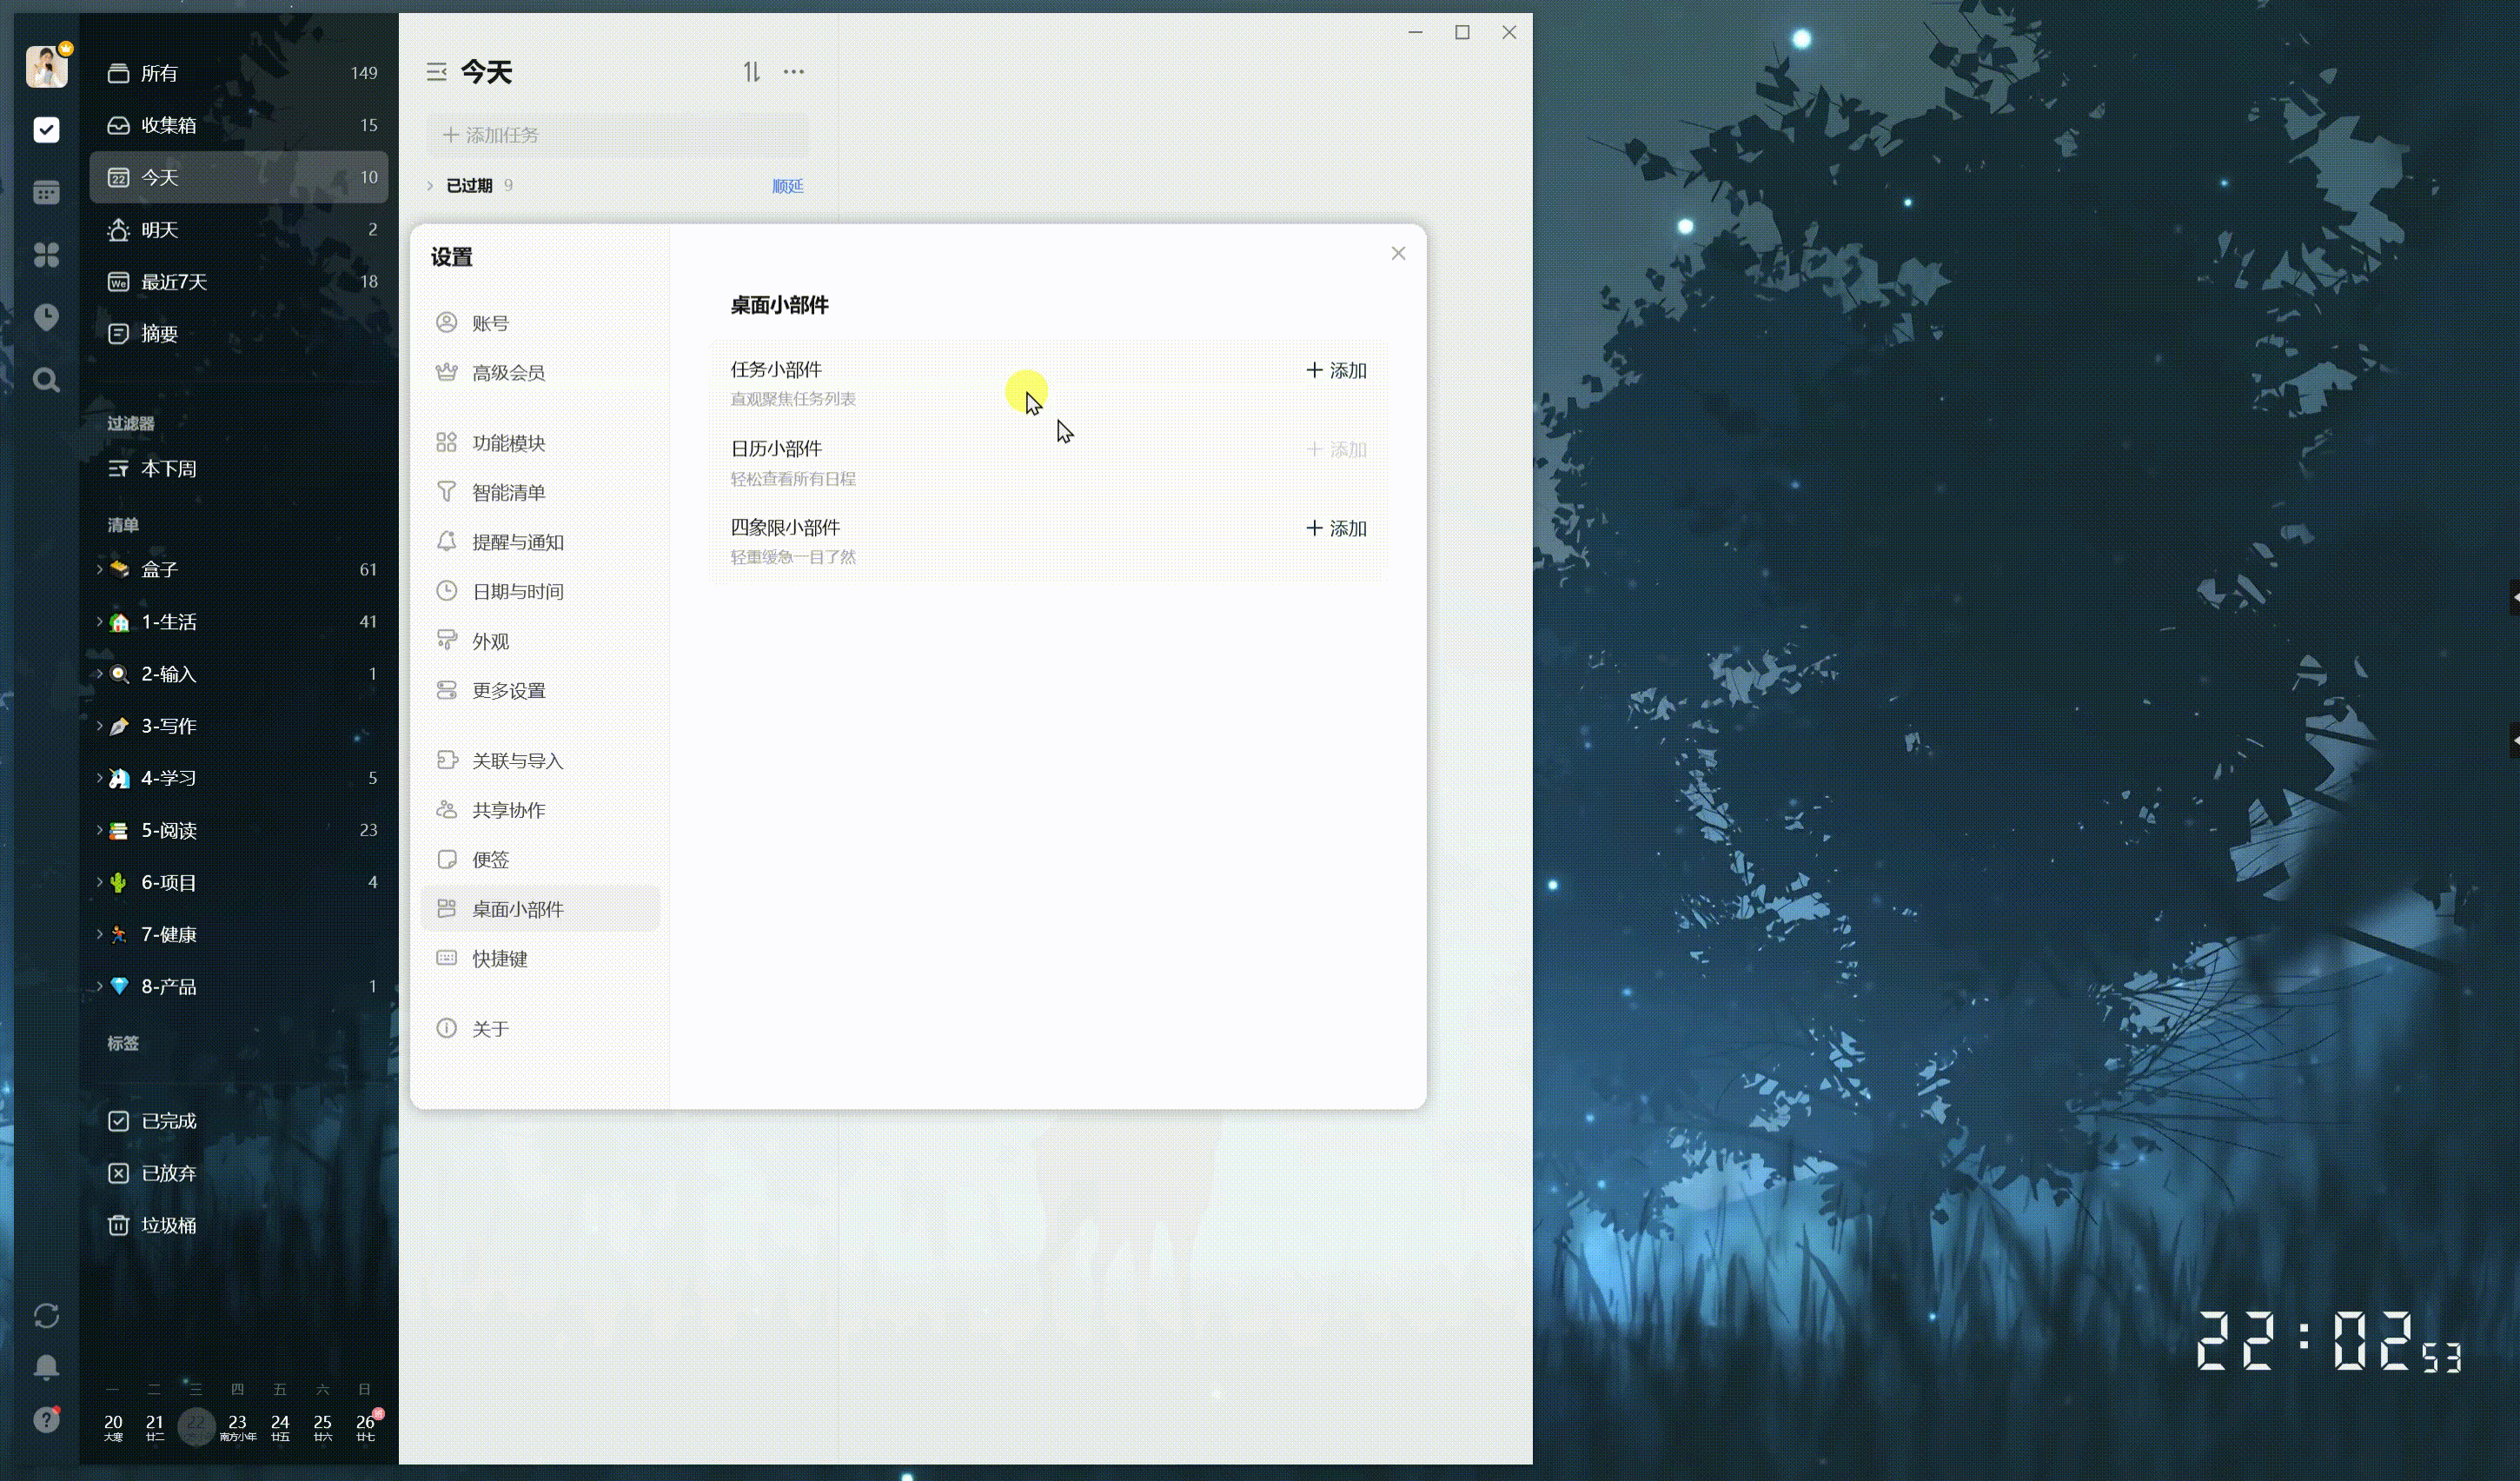 所有 149
收集箱 15
22 今天 10
明天 2
We 最近7天 18
摘要
过滤器
本下周
清单
盒子 61
1-生活 41
2-输入 1
3-写作
4-学习 5
5-阅读 23
6-项目 4
7-健康
8-产品 1
标签
已完成
已放弃
垃圾桶
一 二 三 四 五 六 日
20 21 22 23 24 25 26
大寒 廿二 南方小年 廿五 廿六 廿七
今天
添加任务
已过期 9 顺延
设置
账号
高级会员
功能模块
智能清单
提醒与通知
日期与时间
外观
更多设置
关联与导入
共享协作
便签
桌面小部件
快捷键
关于
桌面小部件
任务小部件 添加
直观聚焦任务列表
日历小部件 添加
轻松查看所有日程
四象限小部件 添加
轻重缓急一目了然
22:02 53